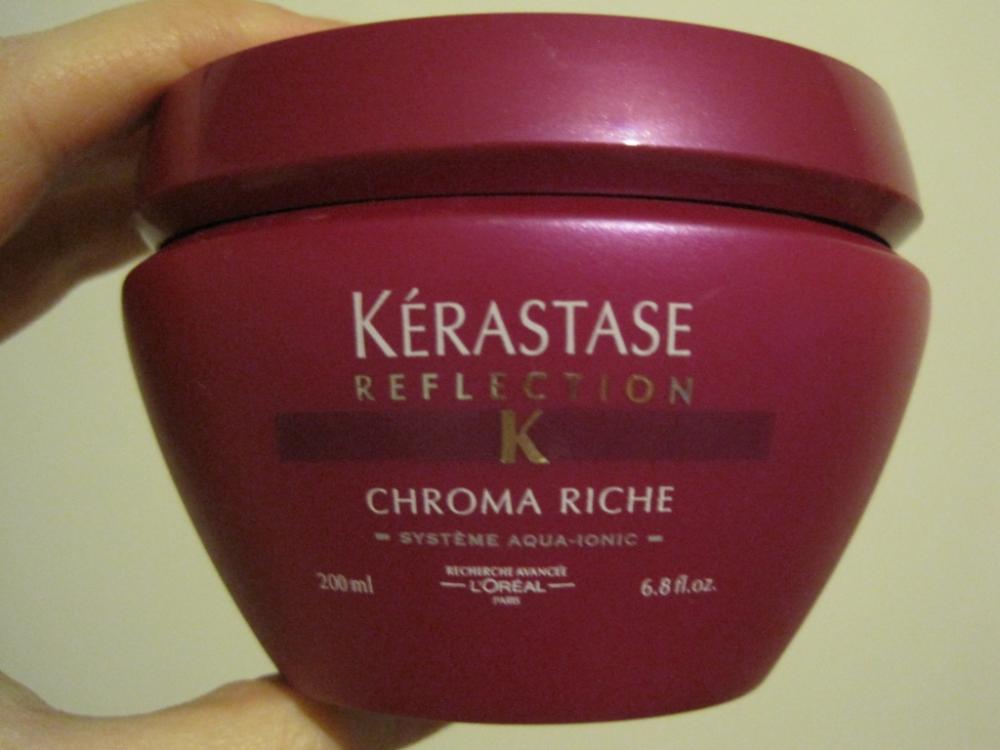 KÉRASTASE
REFLECTION
K
CHROMA RICHE
- SYSTÈME AQUA-IONIC -
RECHERCHE AVANCÉE
200 ml — L'ORÉAL — 6.8 fl.oz.
PARIS